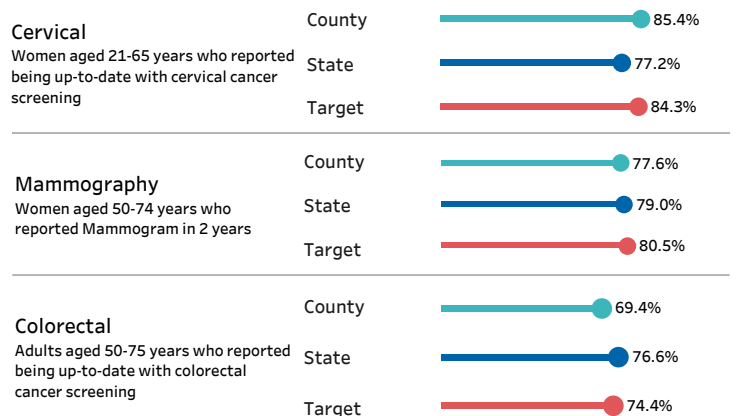 Cervical
Women aged 21-65 years who reported
being up-to-date with cervical cancer
screening
County
85.4%
State
77.2%
Target
84.3%
Mammography
Women aged 50-74 years who
reported Mammogram in 2 years
County
77.6%
State
79.0%
Target
80.5%
Colorectal
Adults aged 50-75 years who reported
being up-to-date with colorectal
cancer screening
County
69.4%
State
76.6%
Target
74.4%